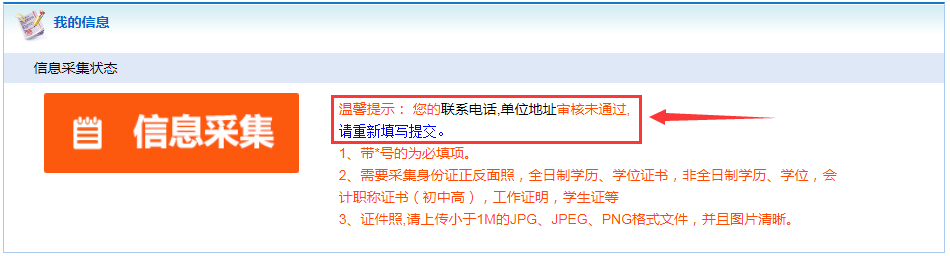 我的信息
信息采集状态
信息采集
温馨提示： 您的联系电话,单位地址审核未通过,
请重新填写提交。
1、带*号的为必填项。
2、需要采集身份证正反面照，全日制学历、学位证书，非全日制学历、学位，会
计职称证书（初中高），工作证明，学生证等
3、证件照,请上传小于1M的JPG、JPEG、PNG格式文件，并且图片清晰。